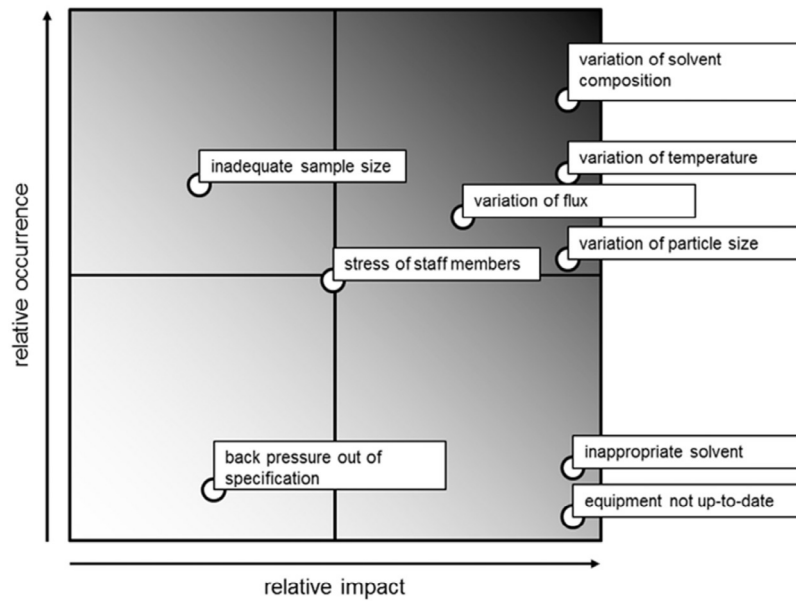 variation of solvent
composition
inadequate sample size
variation of temperature
variation of flux
variation of particle size
stress of staff members
relative occurrence
back pressure out of
specification
inappropriate solvent
equipment not up-to-date
relative impact